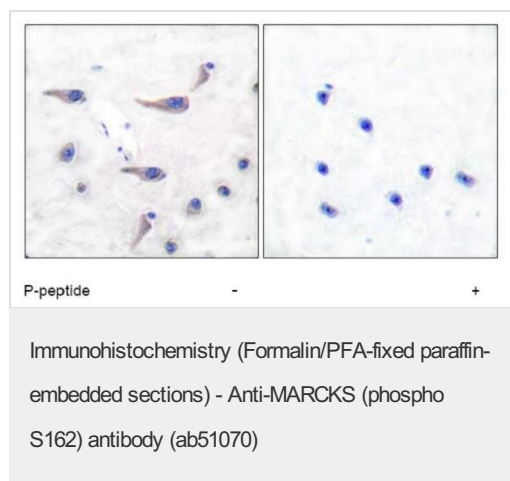 P-peptide - +
Immunohistochemistry (Formalin/PFA-fixed paraffin-
embedded sections) - Anti-MARCKS (phospho
S162) antibody (ab51070)